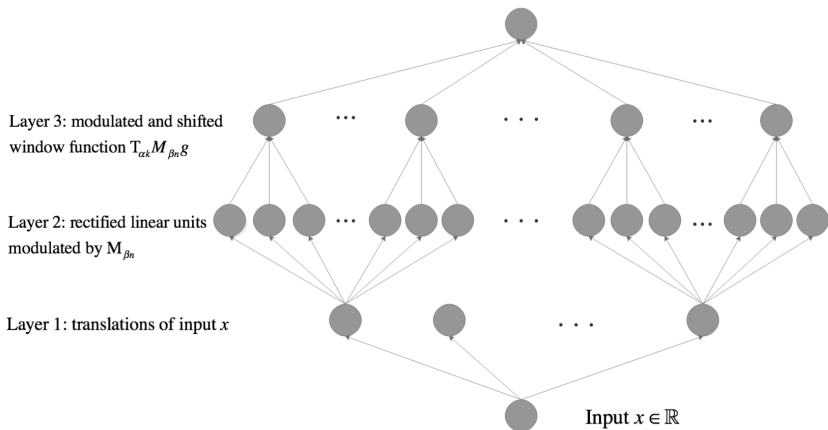 Layer 3: modulated and shifted
window function T_{αk}M_{βn}g
Layer 2: rectified linear units
modulated by M_{βn}
Layer 1: translations of input x
Input x ∈ ℝ